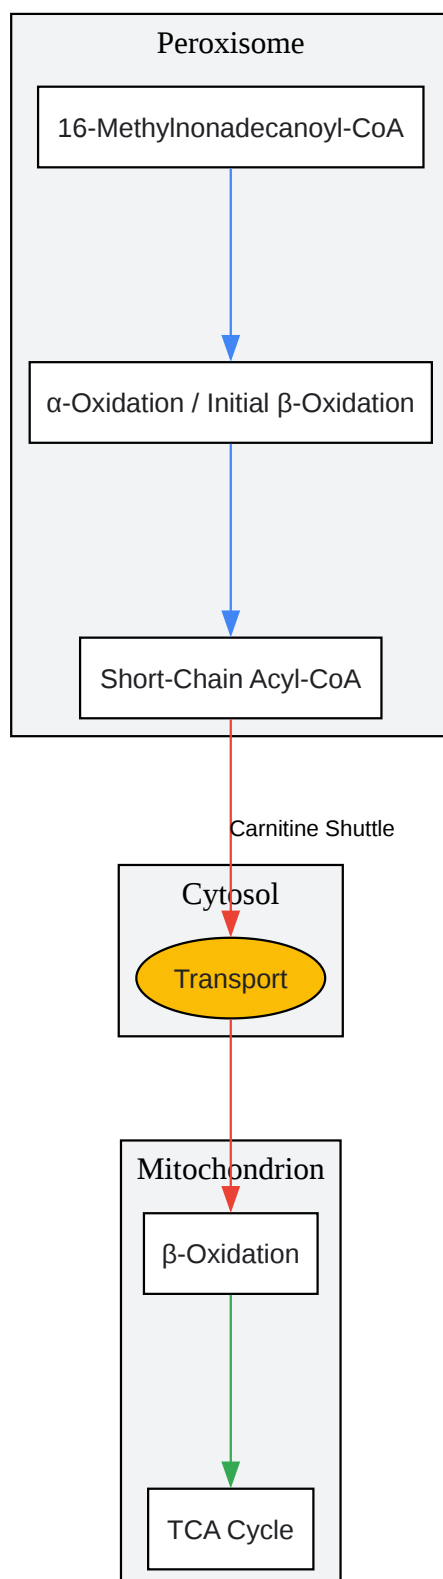 Peroxisome
16-Methylnonadecanoyl-CoA
α-Oxidation / Initial β-Oxidation
Short-Chain Acyl-CoA
Carnitine Shuttle
Cytosol
Transport
Mitochondrion
β-Oxidation
TCA Cycle